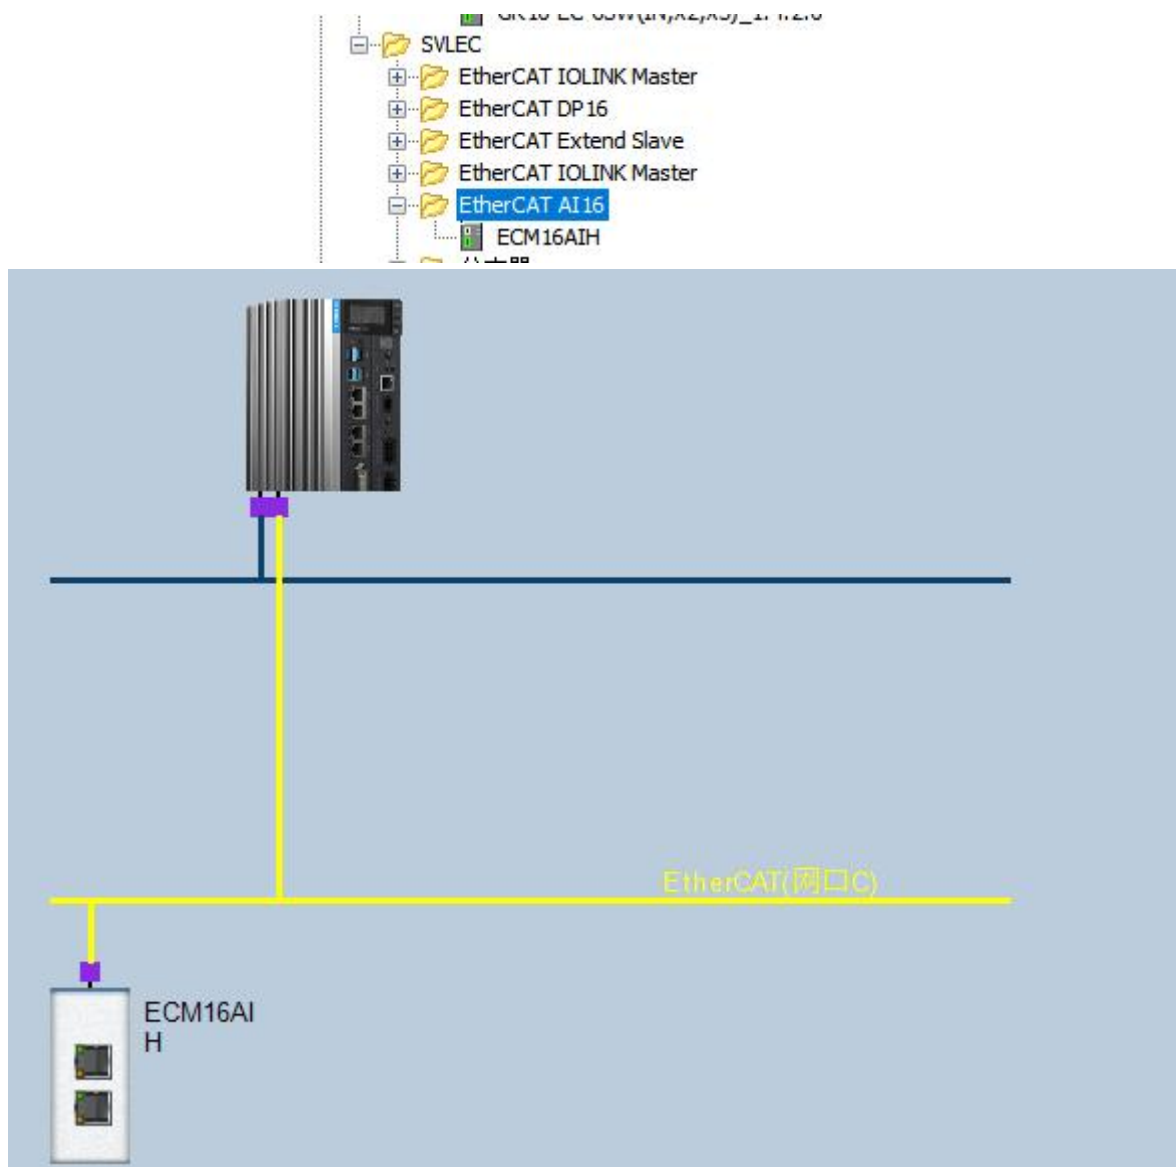 SVLEC
EtherCAT IOLINK Master
EtherCAT DP16
EtherCAT Extend Slave
EtherCAT IOLINK Master
EtherCAT AI16
ECM16AIH
EtherCAT(网口C)
ECM16AI
H